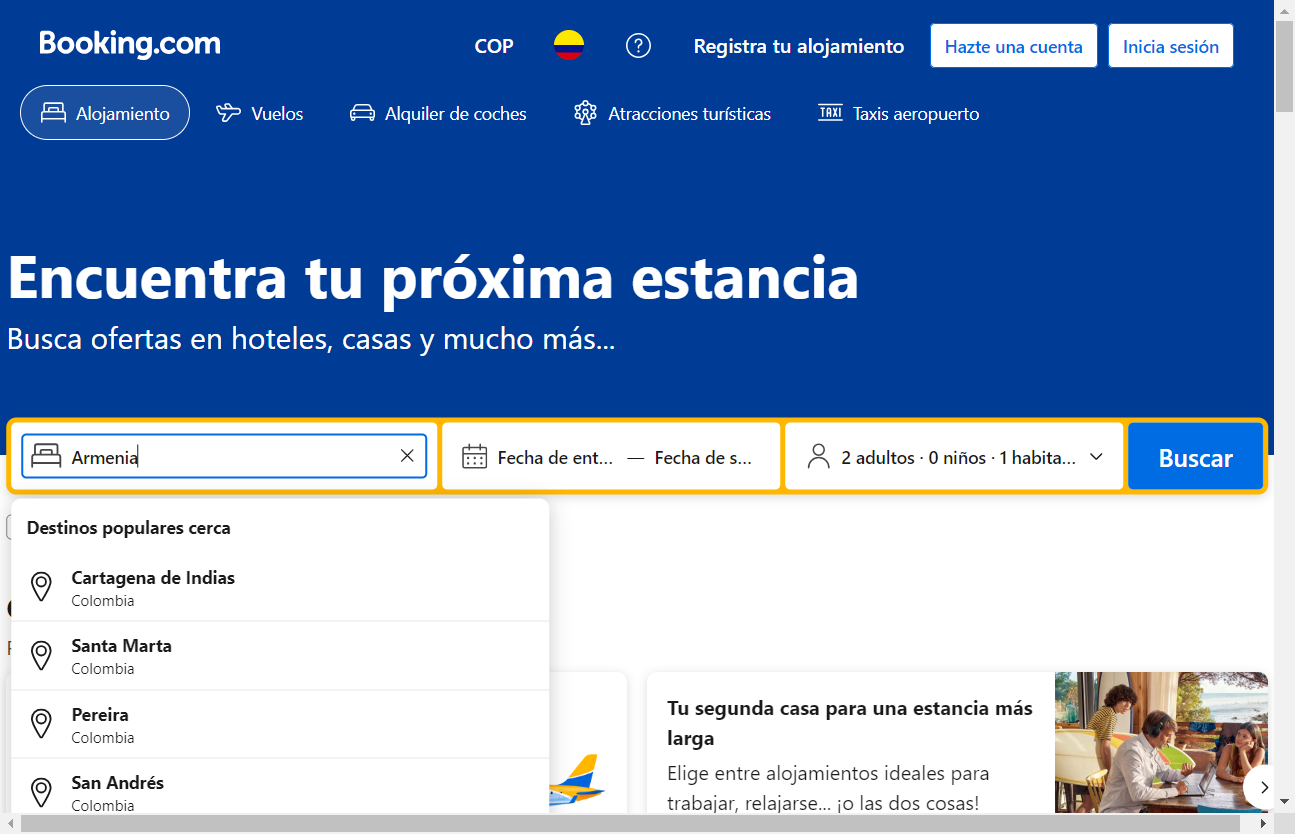 Booking.com
COP
Registra tu alojamiento
Hazte una cuenta
Inicia sesión
Alojamiento
Vuelos
Alquiler de coches
Atracciones turísticas
TAXI
Taxis aeropuerto
Encuentra tu próxima estancia
Busca ofertas en hoteles, casas y mucho más...
Armenia
Fecha de ent... — Fecha de s...
2 adultos · 0 niños · 1 habita...
Buscar
Destinos populares cerca
Cartagena de Indias
Colombia
Santa Marta
Colombia
Pereira
Colombia
San Andrés
Colombia
Tu segunda casa para una estancia más
larga
Elige entre alojamientos ideales para
trabajar, relajarse... ¡o las dos cosas!